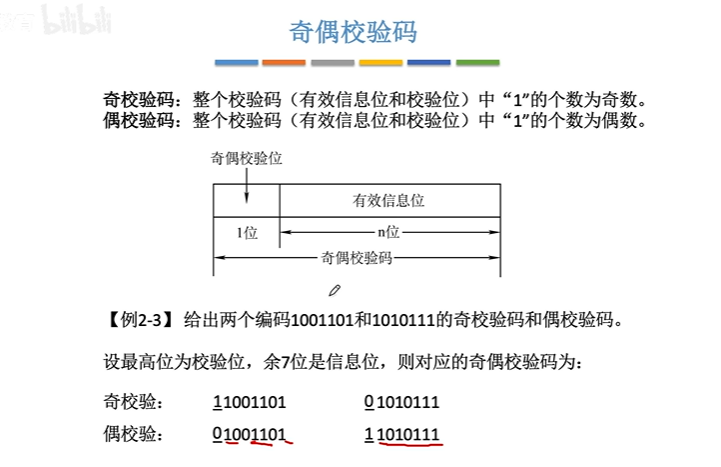 bilibili
奇偶校验码
奇校验码：整个校验码（有效信息位和校验位）中“1”的个数为奇数。
偶校验码：整个校验码（有效信息位和校验位）中“1”的个数为偶数。
奇偶校验位
有效信息位
1位
n位
奇偶校验码
【例2-3】 给出两个编码1001101和1010111的奇校验码和偶校验码。
设最高位为校验位，余7位是信息位，则对应的奇偶校验码为：
奇校验： 11001101 01010111
偶校验： 01001101 11010111